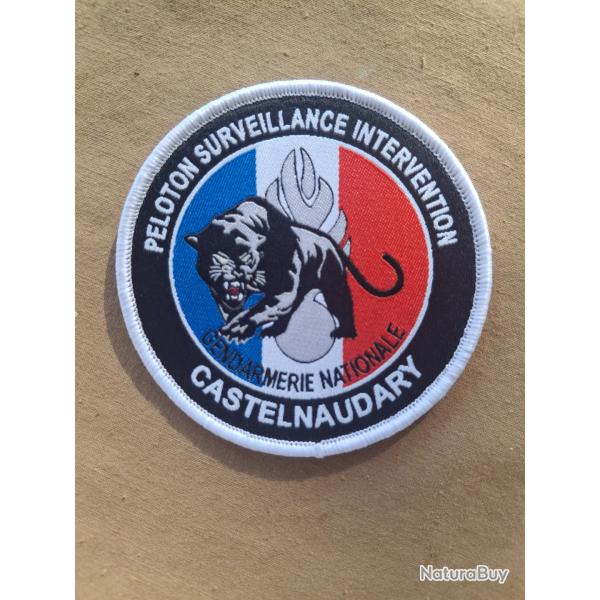 PELOTON SURVEILLANCE INTERVENTION
GENDARMERIE NATIONALE
CASTELNAUDARY
NaturaBuy